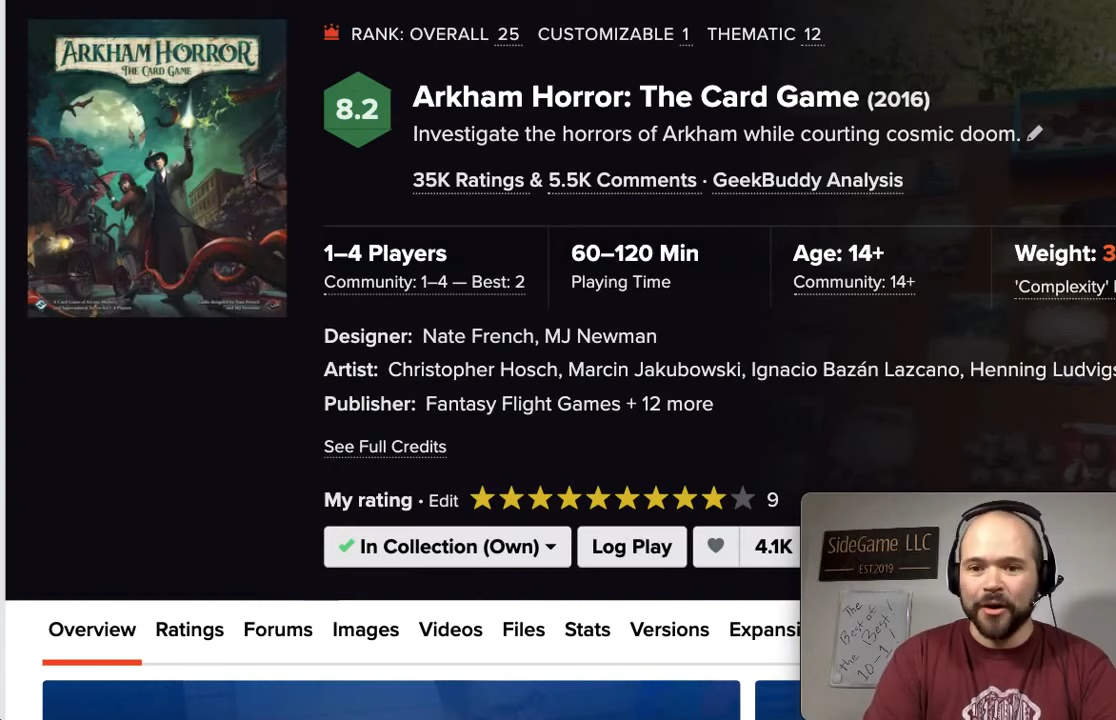 ARKHAM HORROR
THE CARD GAME
RANK: OVERALL 25 CUSTOMIZABLE 1 THEMATIC 12
8.2
Arkham Horror: The Card Game (2016)
Investigate the horrors of Arkham while courting cosmic doom.
35K Ratings & 5.5K Comments · GeekBuddy Analysis
1–4 Players
Community: 1–4 — Best: 2
60–120 Min
Playing Time
Age: 14+
Community: 14+
Weight: 3
'Complexity'
Designer: Nate French, MJ Newman
Artist: Christopher Hosch, Marcin Jakubowski, Ignacio Bazán Lazcano, Henning Ludvigs
Publisher: Fantasy Flight Games + 12 more
See Full Credits
My rating · Edit 9
In Collection (Own) Log Play 4.1K
Overview Ratings Forums Images Videos Files Stats Versions Expansi
SideGame LLC
EST2019
The
Best of
the Best!
10-1!